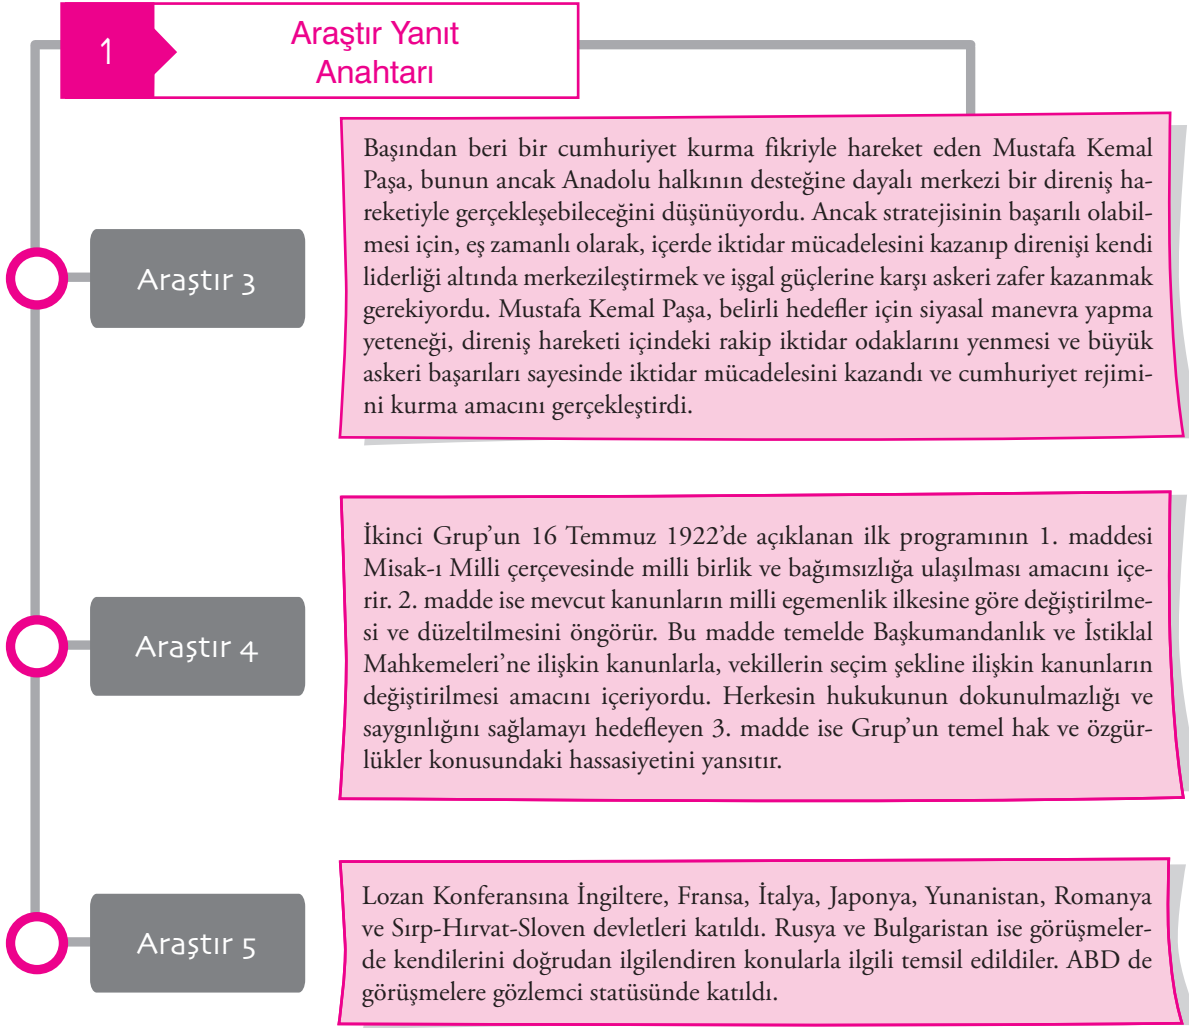 1
Araştır Yanıt
Anahtarı
Araştır 3
Başından beri bir cumhuriyet kurma fikriyle hareket eden Mustafa Kemal
Paşa, bunun ancak Anadolu halkının desteğine dayalı merkezi bir direniş ha-
reketiyle gerçekleşebileceğini düşünüyordu. Ancak stratejisinin başarılı olabil-
mesi için, eş zamanlı olarak, içerde iktidar mücadelesini kazanıp direnişi kendi
liderliği altında merkezileştirmek ve işgal güçlerine karşı askeri zafer kazanmak
gerekiyordu. Mustafa Kemal Paşa, belirli hedefler için siyasal manevra yapma
yeteneği, direniş hareketi içindeki rakip iktidar odaklarını yenmesi ve büyük
askeri başarıları sayesinde iktidar mücadelesini kazandı ve cumhuriyet rejimi-
ni kurma amacını gerçekleştirdi.
Araştır 4
İkinci Grup’un 16 Temmuz 1922’de açıklanan ilk programının 1. maddesi
Misak-ı Milli çerçevesinde milli birlik ve bağımsızlığa ulaşılması amacını içe-
rir. 2. madde ise mevcut kanunların milli egemenlik ilkesine göre değiştirilme-
si ve düzeltilmesini öngörür. Bu madde temelde Başkumandanlık ve İstiklal
Mahkemeleri’ne ilişkin kanunlarla, vekillerin seçim şekline ilişkin kanunların
değiştirilmesi amacını içeriyordu. Herkesin hukukunun dokunulmazlığı ve
saygınlığını sağlamayı hedefleyen 3. madde ise Grup’un temel hak ve özgür-
lükler konusundaki hassasiyetini yansıtır.
Araştır 5
Lozan Konferansına İngiltere, Fransa, İtalya, Japonya, Yunanistan, Romanya
ve Sırp-Hırvat-Sloven devletleri katıldı. Rusya ve Bulgaristan ise görüşmeler-
de kendilerini doğrudan ilgilendiren konularla ilgili temsil edildiler. ABD de
görüşmelere gözlemci statüsünde katıldı.